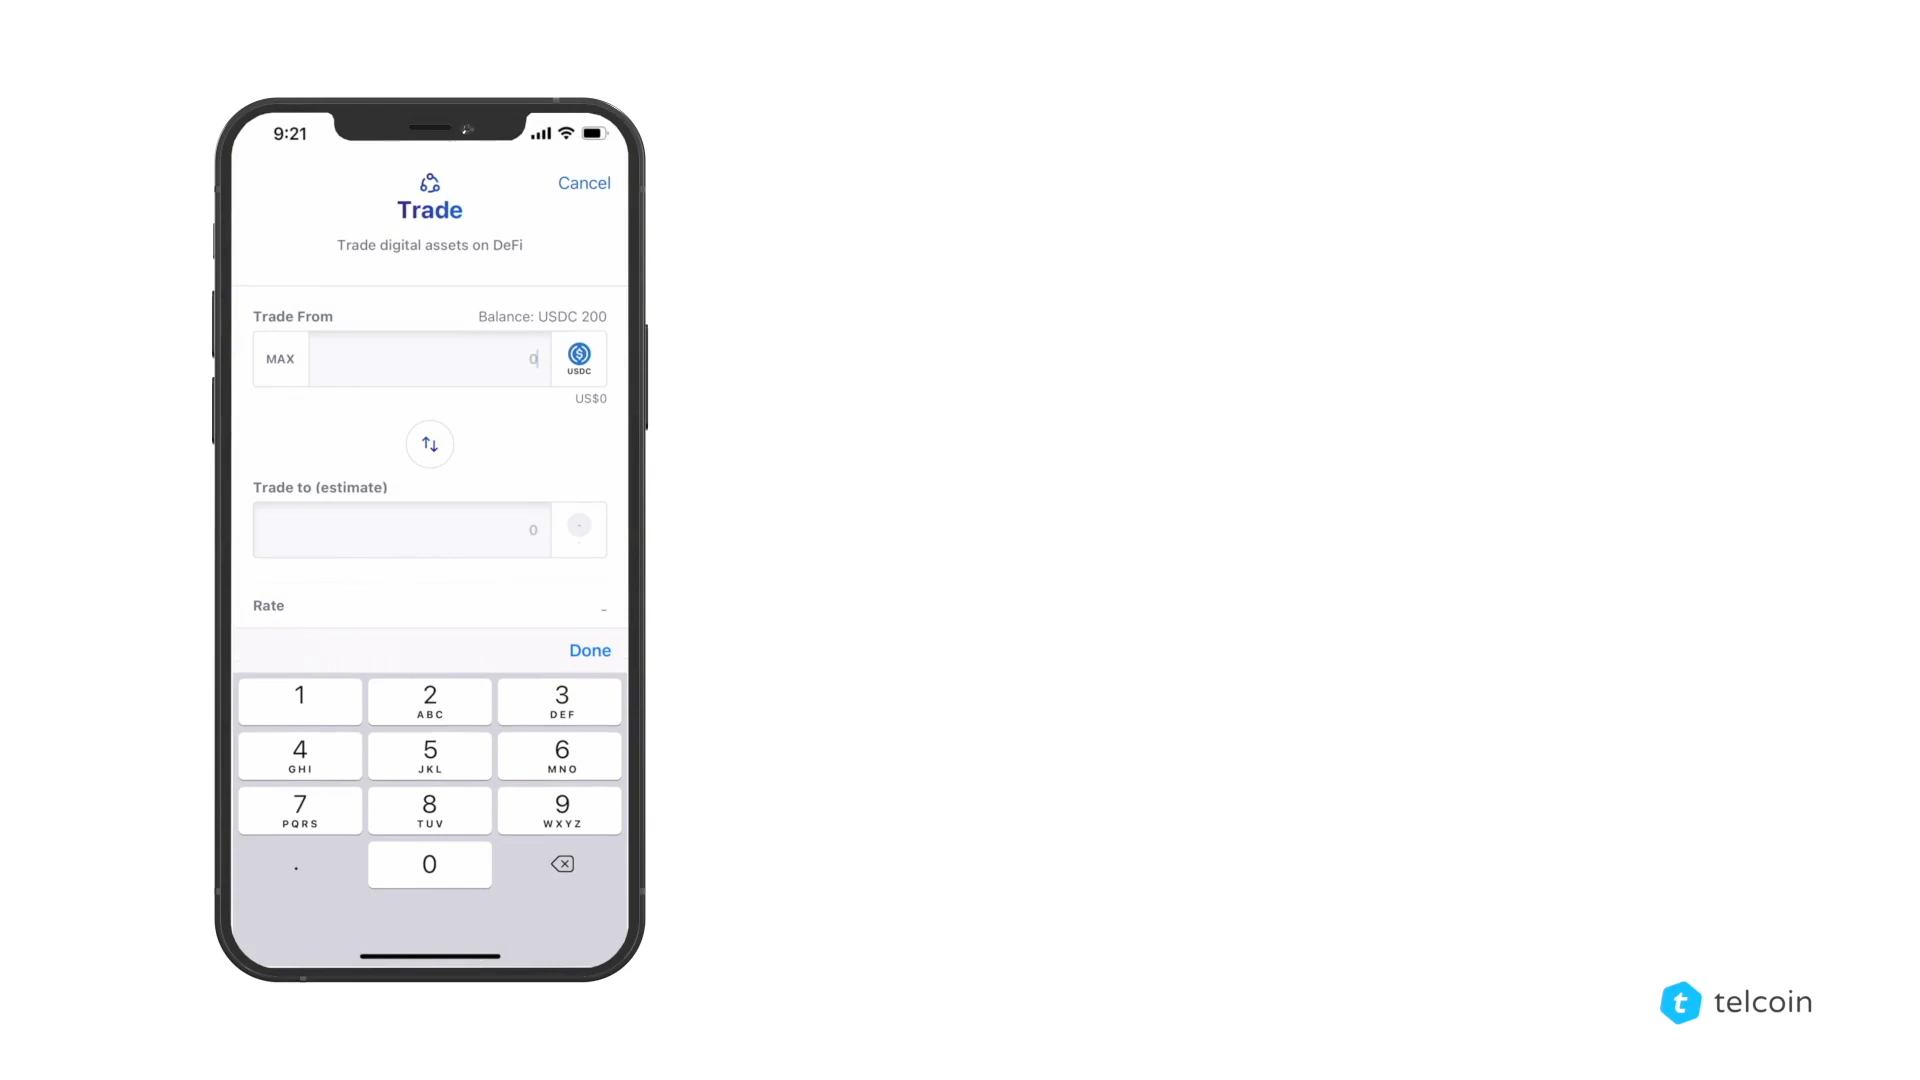 9:21
Cancel
Trade
Trade digital assets on DeFi
Trade From
Balance: USDC 200
MAX
0
USDC
US$0
Trade to (estimate)
0
-
Rate
-
Done
1
2
ABC
3
DEF
4
GHI
5
JKL
6
MNO
7
PQRS
8
TUV
9
WXYZ
.
0
t telcoin